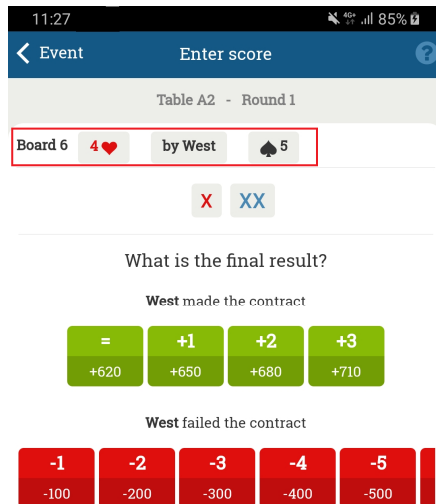 11:27 4G+ 85%
Event Enter score ?
Table A2 - Round 1
Board 6 4♥ by West ♠5
X XX
What is the final result?
West made the contract
= +1 +2 +3
+620 +650 +680 +710
West failed the contract
-1 -2 -3 -4 -5
-100 -200 -300 -400 -500